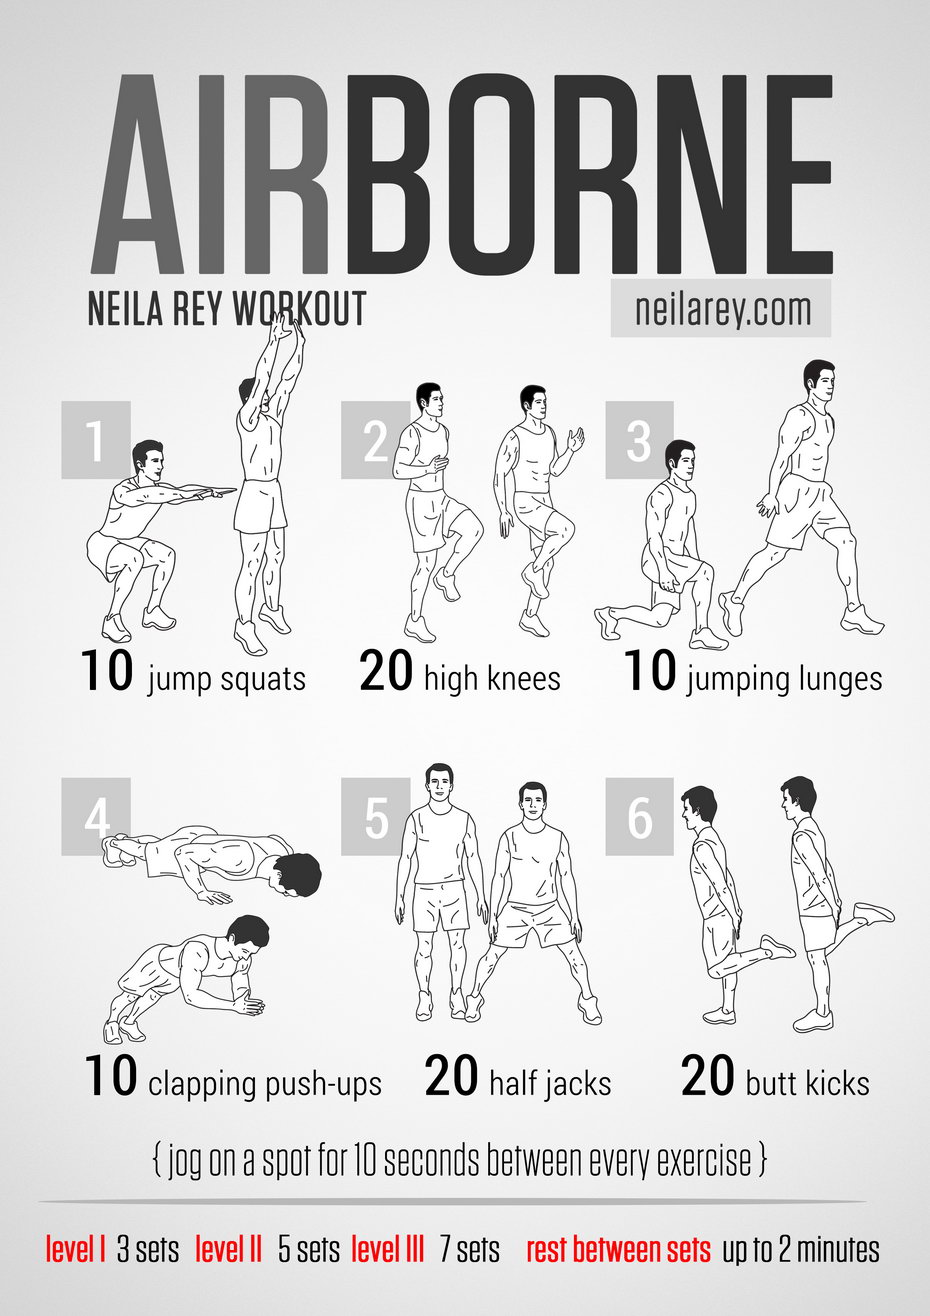 AIRBORNE
NEILA REY WORKOUT
neilarey.com
1
2
3
10 jump squats
20 high knees
10 jumping lunges
4
5
6
10 clapping push-ups
20 half jacks
20 butt kicks
{ jog on a spot for 10 seconds between every exercise }
level I 3 sets level II 5 sets level III 7 sets rest between sets up to 2 minutes